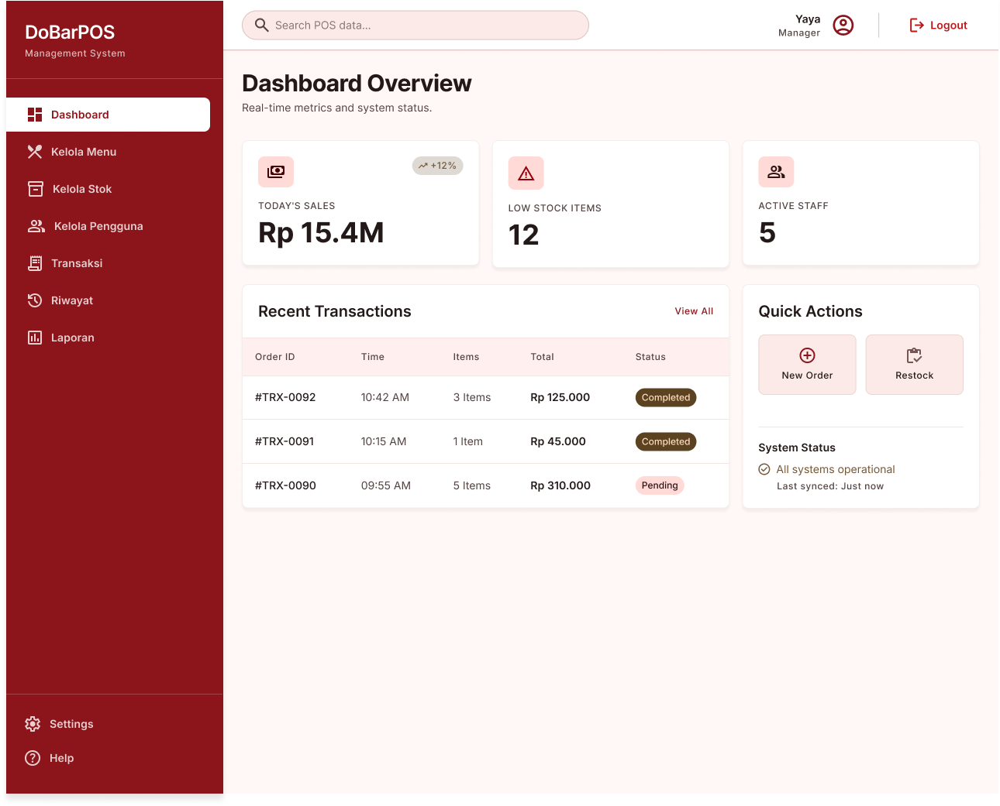 DoBarPOS
Management System
Dashboard
Kelola Menu
Kelola Stok
Kelola Pengguna
Transaksi
Riwayat
Laporan
Settings
Help
Search POS data...
Yaya
Manager
Logout
Dashboard Overview
Real-time metrics and system status.
+12%
TODAY'S SALES
Rp 15.4M
LOW STOCK ITEMS
12
ACTIVE STAFF
5
Recent Transactions
View All
Order ID Time Items Total Status
#TRX-0092 10:42 AM 3 Items Rp 125.000 Completed
#TRX-0091 10:15 AM 1 Item Rp 45.000 Completed
#TRX-0090 09:55 AM 5 Items Rp 310.000 Pending
Quick Actions
New Order
Restock
System Status
All systems operational
Last synced: Just now